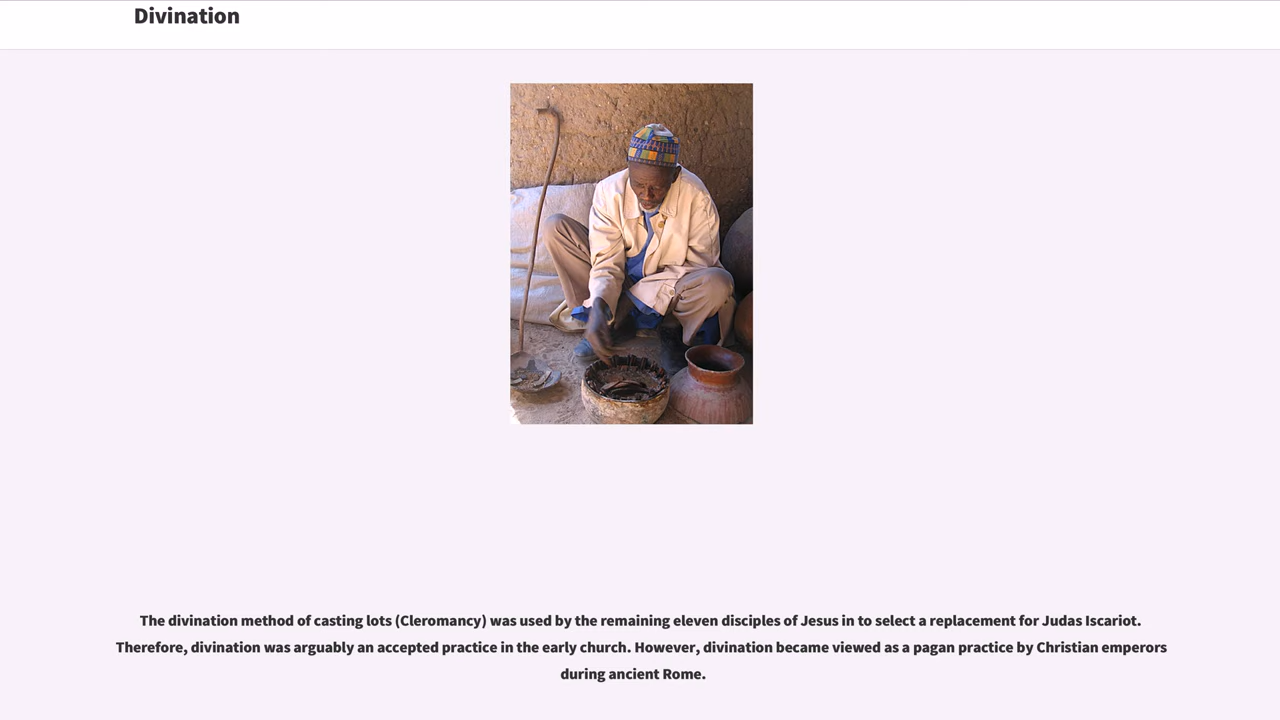 Divination
The divination method of casting lots (Cleromancy) was used by the remaining eleven disciples of Jesus in to select a replacement for Judas Iscariot.
Therefore, divination was arguably an accepted practice in the early church. However, divination became viewed as a pagan practice by Christian emperors
during ancient Rome.